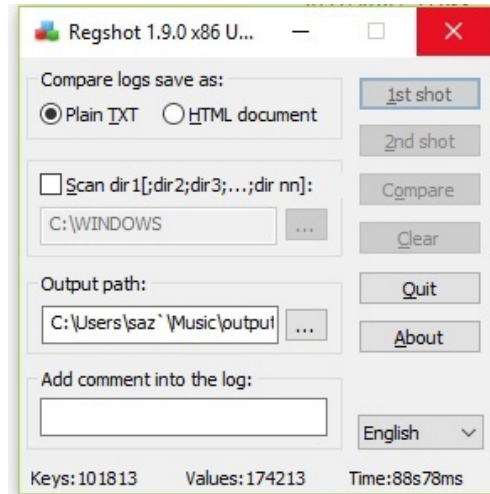 Regshot 1.9.0 x86 U...
Compare logs save as:
Plain TXT
HTML document
1st shot
2nd shot
Scan dir1[;dir2;dir3;...;dir nn]:
C:\WINDOWS
...
Compare
Clear
Output path:
C:\Users\saz`\Music\output
...
Quit
About
Add comment into the log:
English
Keys:101813 Values:174213 Time:88s78ms